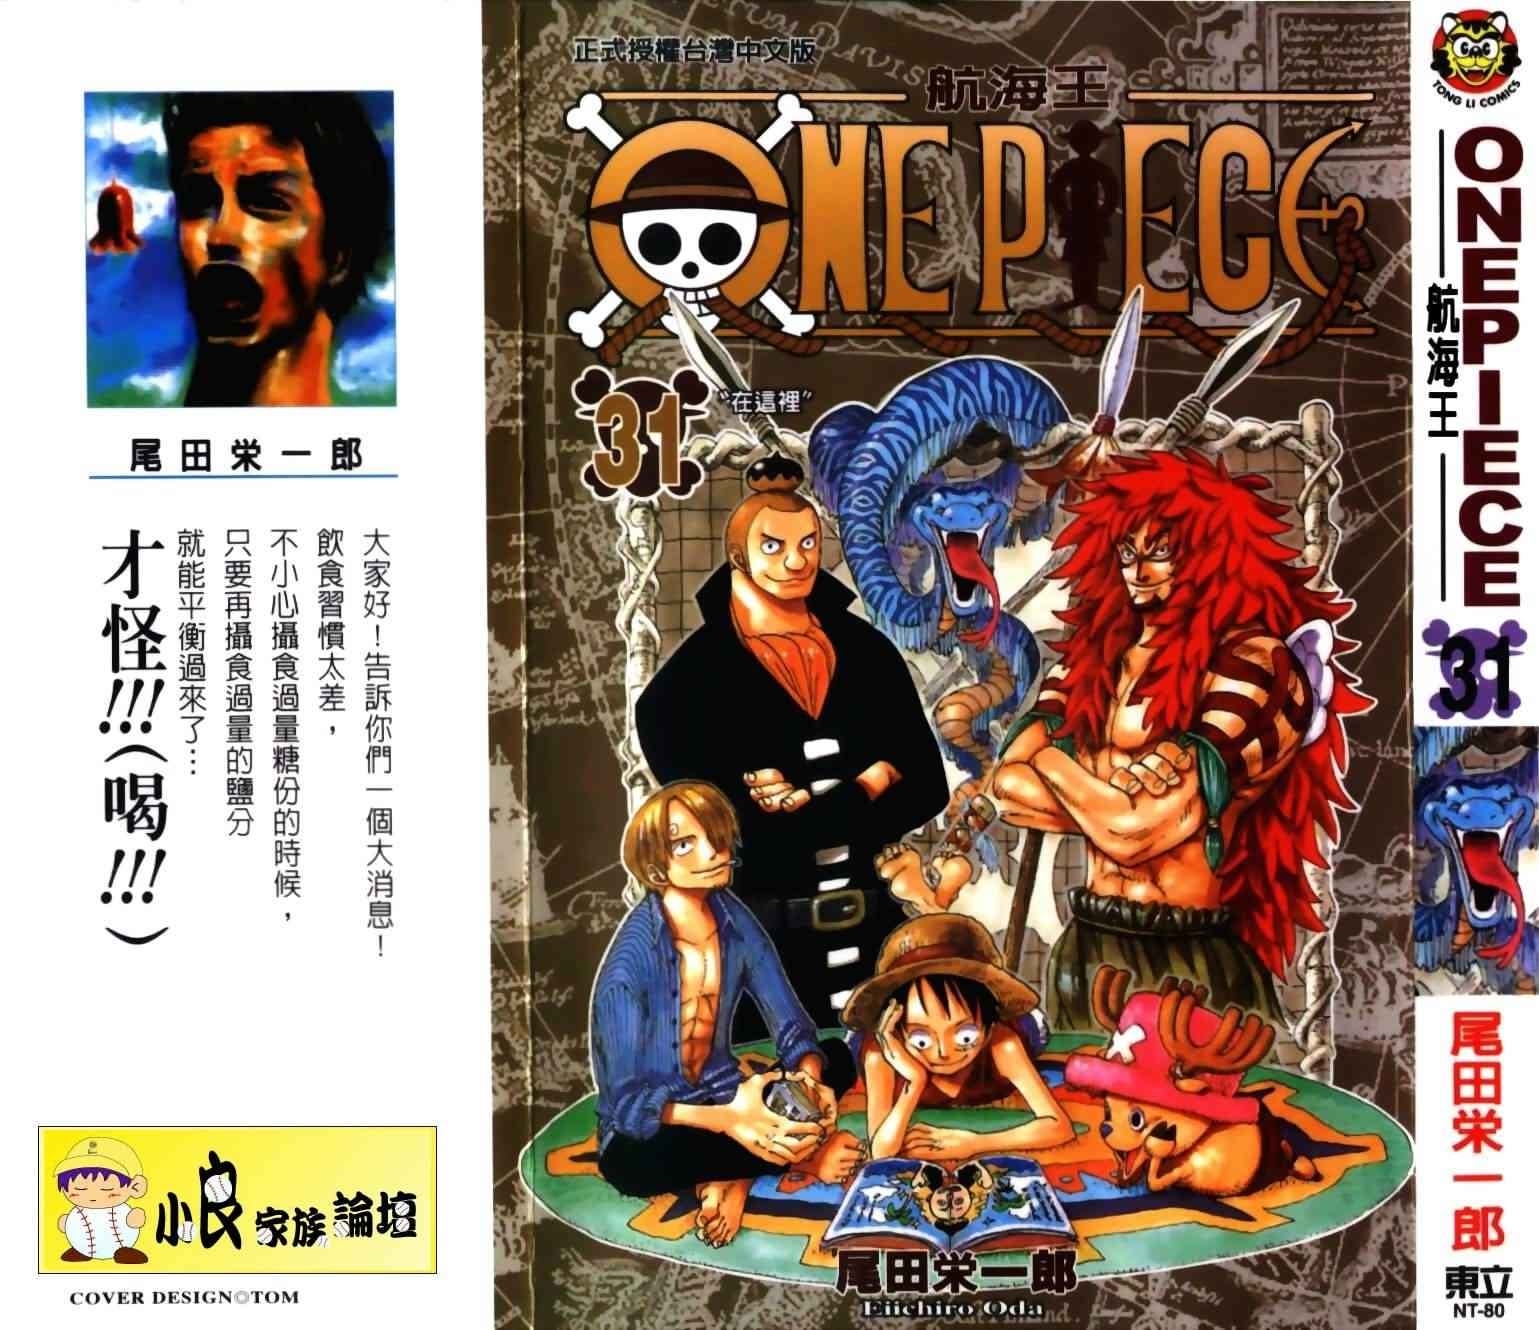 尾田栄一郎
大家好！告訴你們一個大消息！
飲食習慣太差，
不小心攝食過量糖份的時候，
只要再攝食過量的鹽分
就能平衡過來了…
才怪!!!(喝!!!)
小良家族論壇
COVER DESIGN◎TOM
正式授權台灣中文版
航海王
ONE PIECE
31
"在這裡"
尾田栄一郎
Eiichiro Oda
TONG LI COMICS
ONE PIECE
航海王
31
尾田栄一郎
東立
NT-80